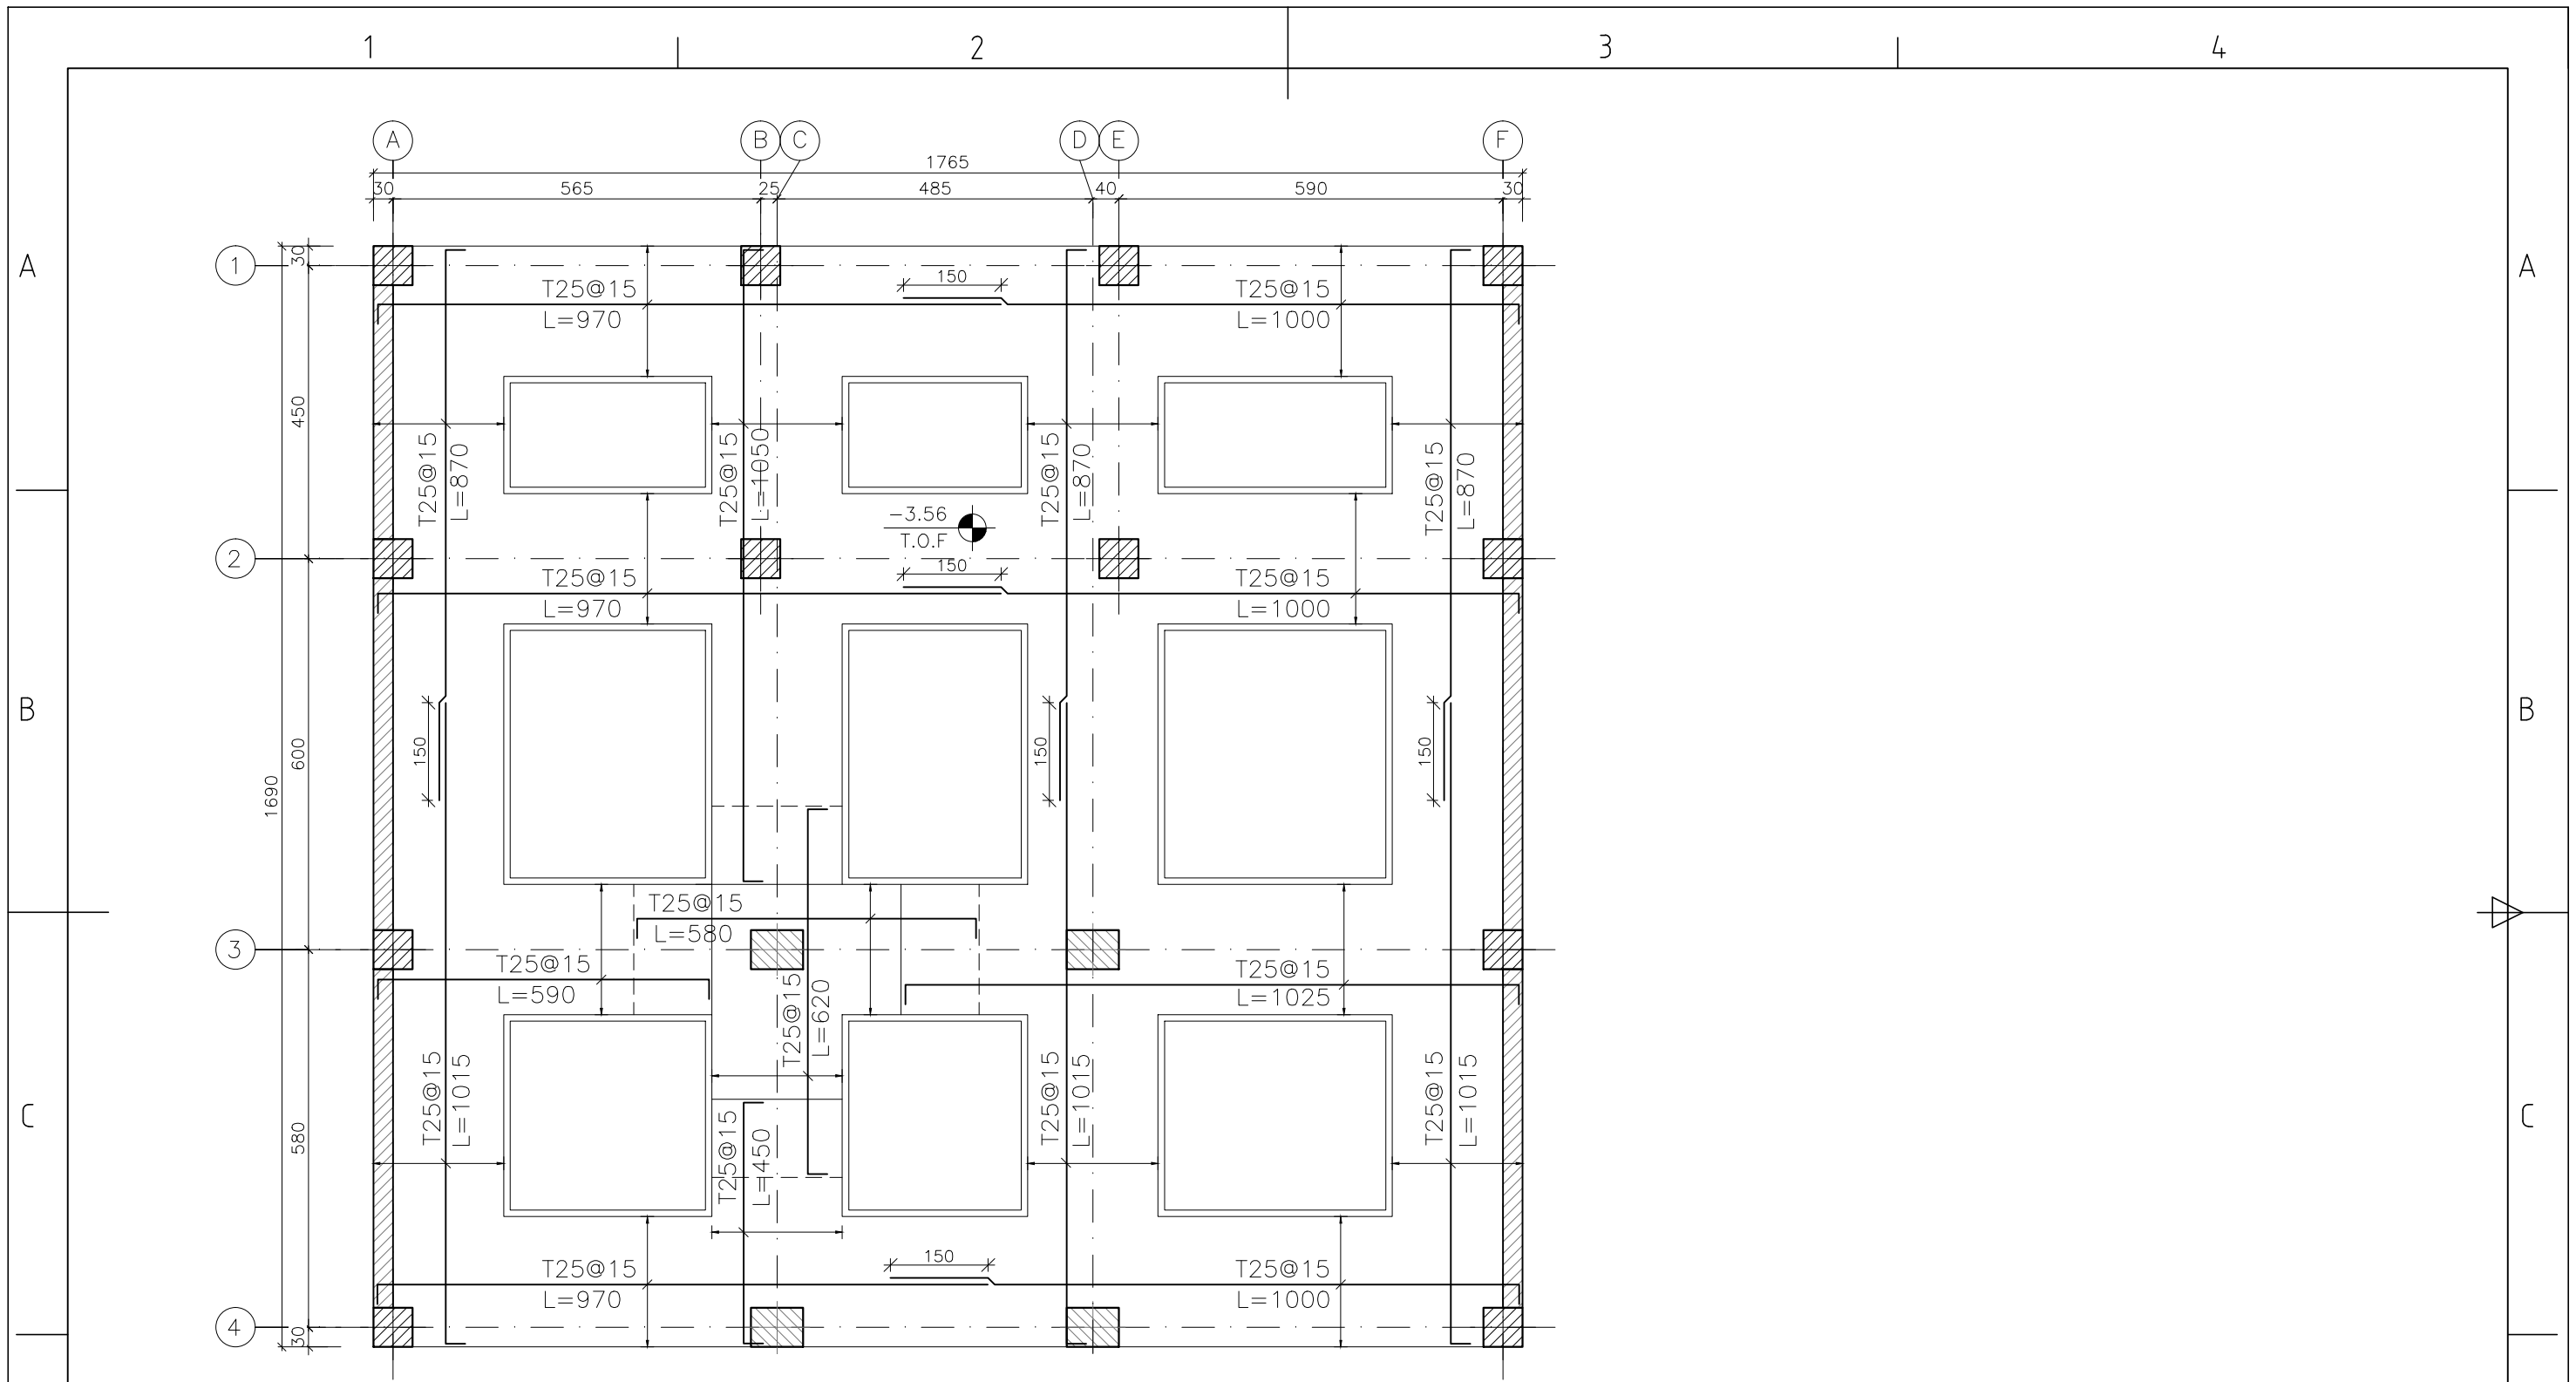 1 2 3 4
A B C D E F
1765
30 565 25 485 40 590 30
A A
1
30
150
T25@15 T25@15
L=970 L=1000
450
T25@15
L=870
T25@15
L=1050
T25@15
L=870
T25@15
L=870
-3.56
T.O.F
2
150
T25@15 T25@15
L=970 L=1000
B B
600
1690
150
150
150
T25@15
L=580
3
T25@15
L=590
T25@15
L=620
T25@15
L=1025
C C
580
T25@15
L=1015
T25@15
L=450
T25@15
L=1015
T25@15
L=1015
150
T25@15 T25@15
L=970 L=1000
4
30